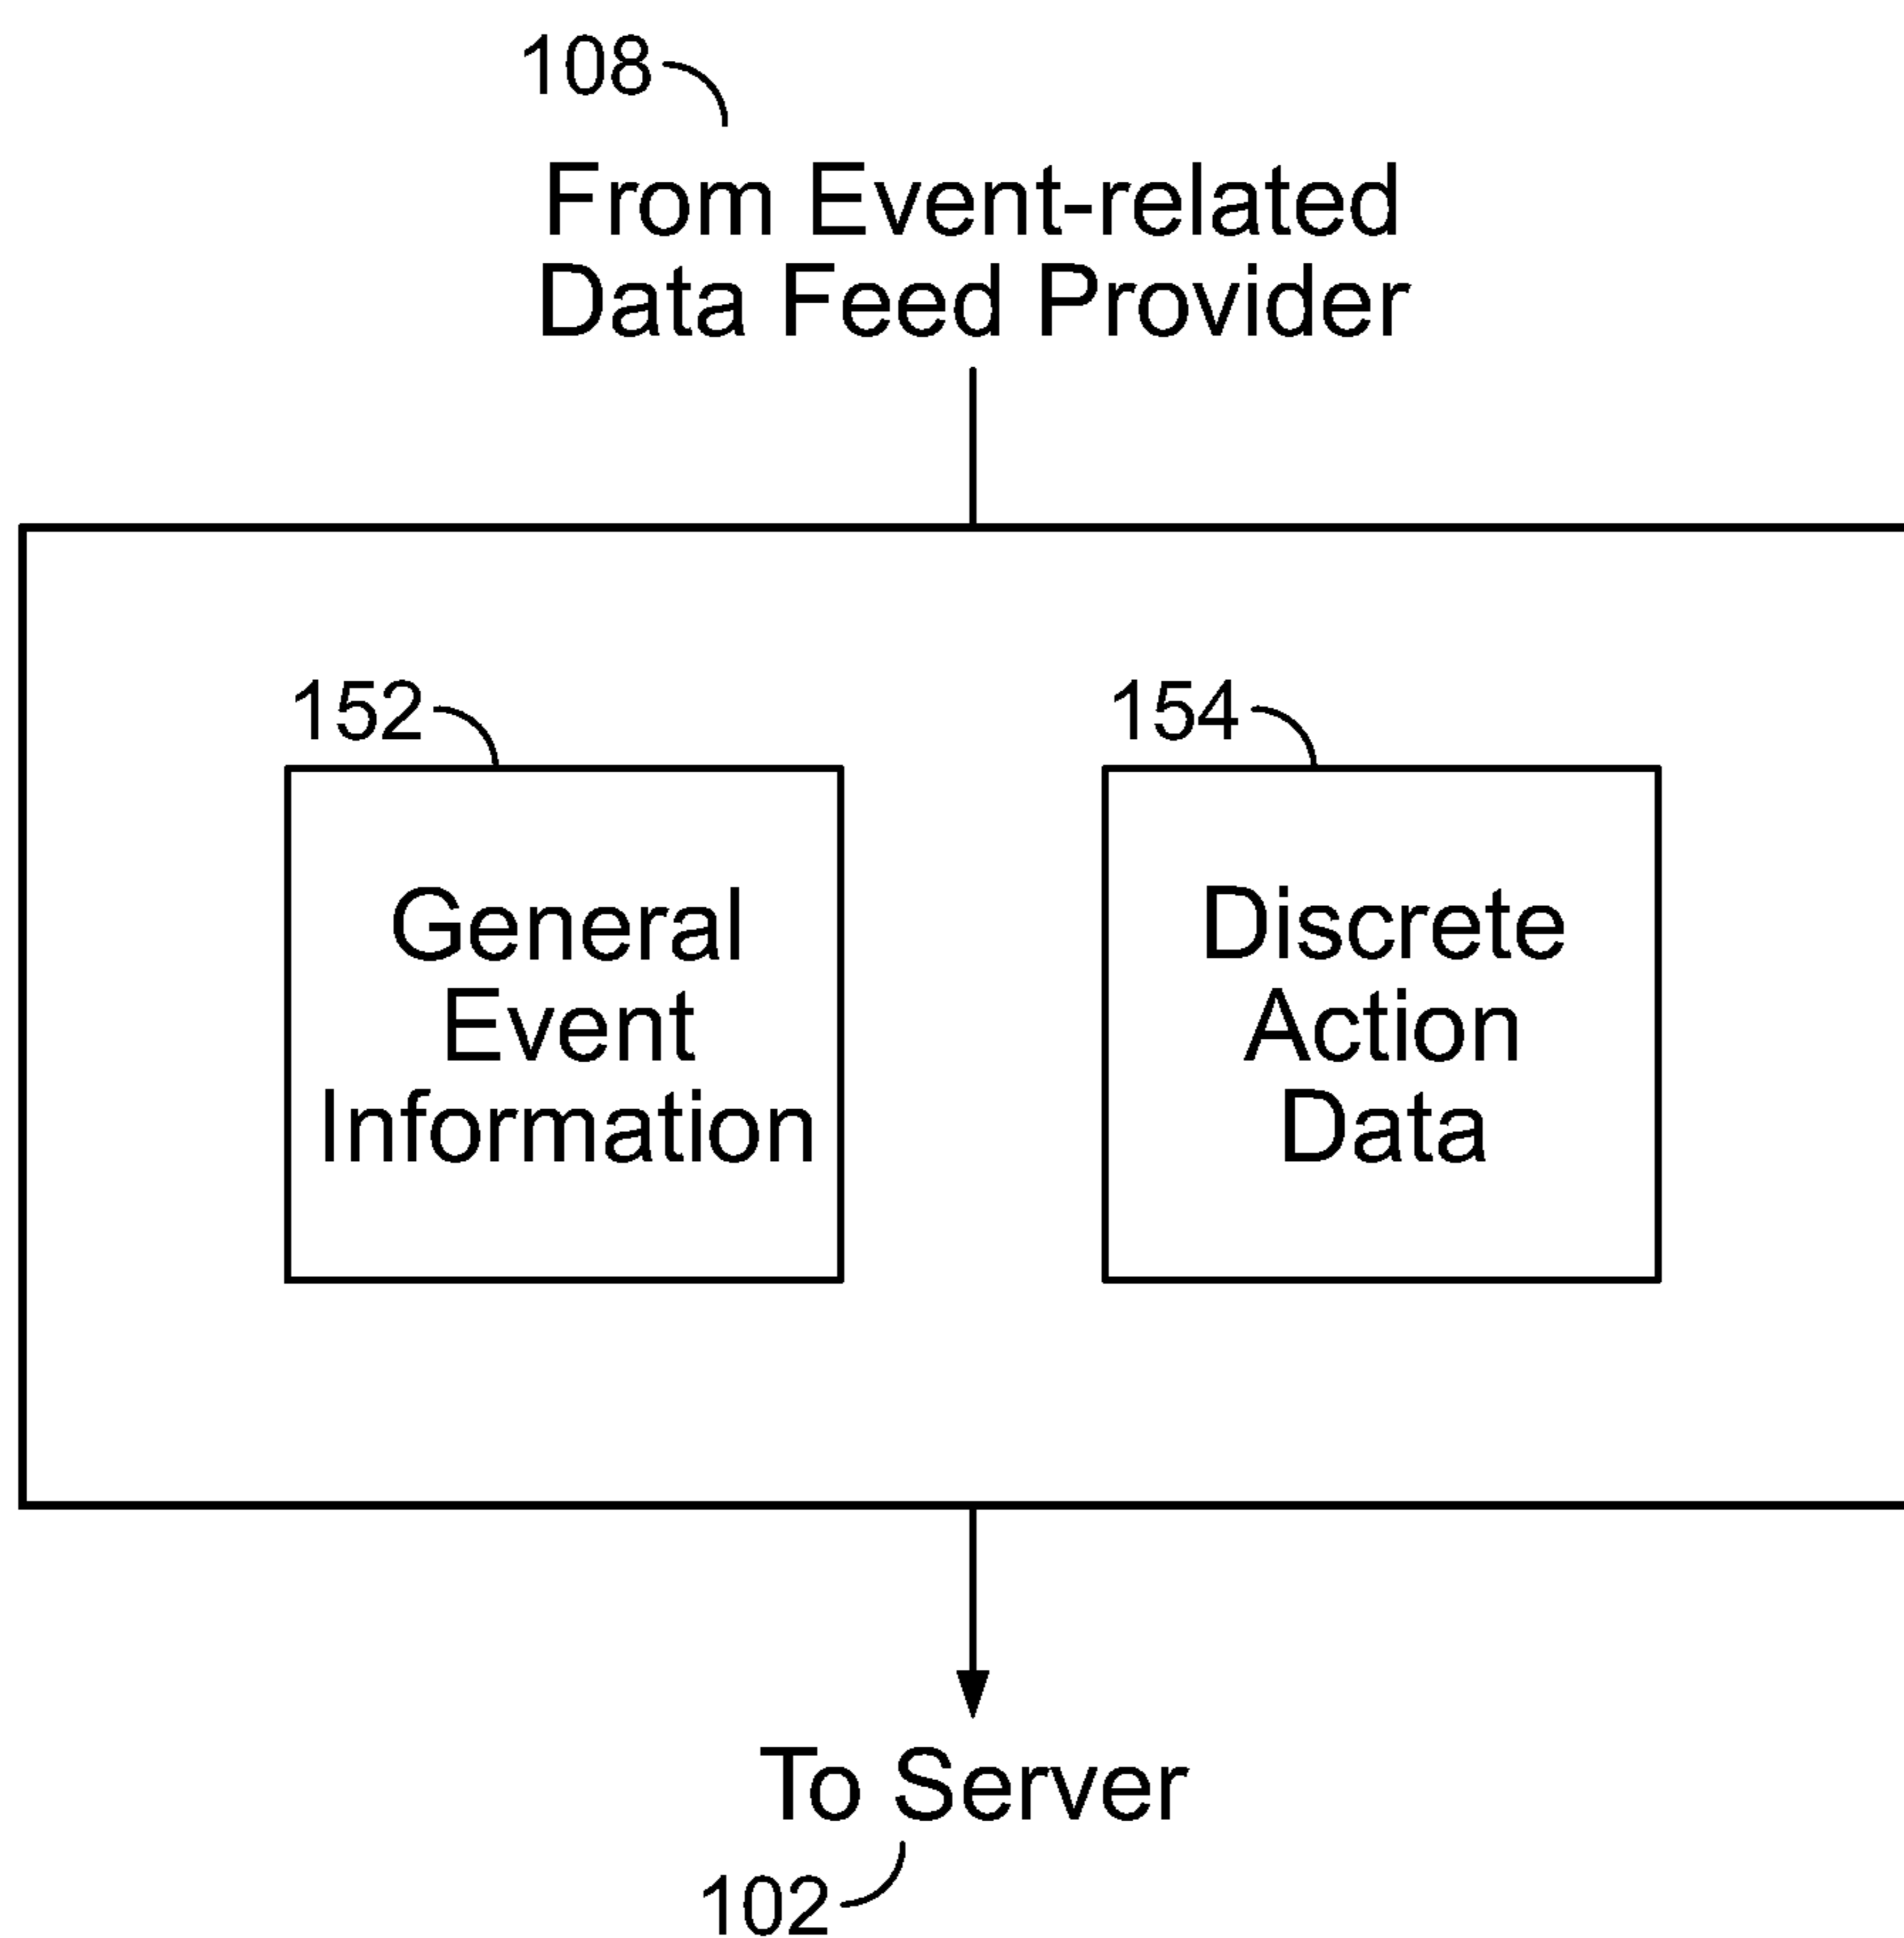 108
From Event-related
Data Feed Provider
152
General
Event
Information
154
Discrete
Action
Data
To Server
102